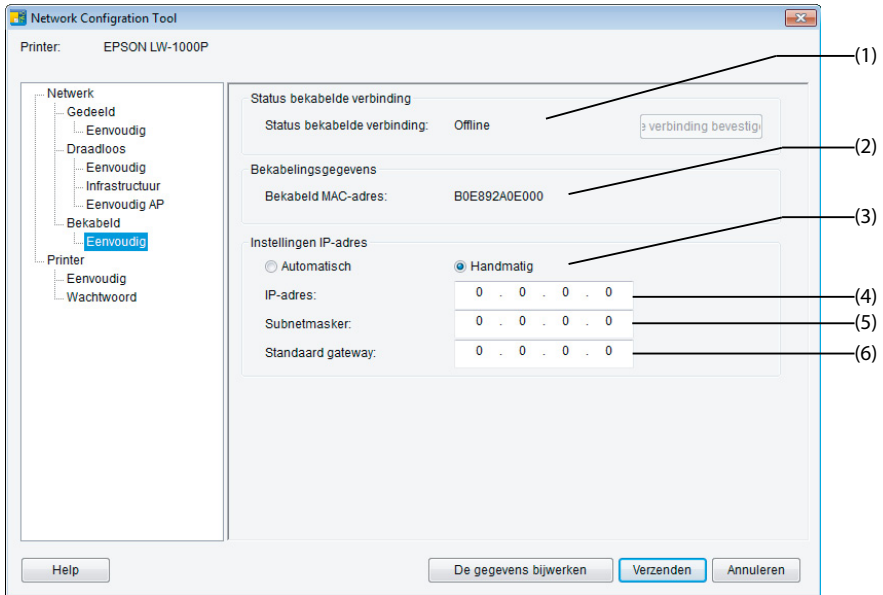 Network Configration Tool
Printer: EPSON LW-1000P
Netwerk
Gedeeld
Eenvoudig
Draadloos
Eenvoudig
Infrastructuur
Eenvoudig AP
Bekabeld
Eenvoudig
Printer
Eenvoudig
Wachtwoord
Status bekabelde verbinding
Status bekabelde verbinding: Offline
verbinding bevestig
(1)
Bekabelingsgegevens
Bekabeld MAC-adres: B0E892A0E000
(2)
Instellingen IP-adres
Automatisch Handmatig
(3)
IP-adres: 0 . 0 . 0 . 0
(4)
Subnetmasker: 0 . 0 . 0 . 0
(5)
Standaard gateway: 0 . 0 . 0 . 0
(6)
Help De gegevens bijwerken Verzenden Annuleren